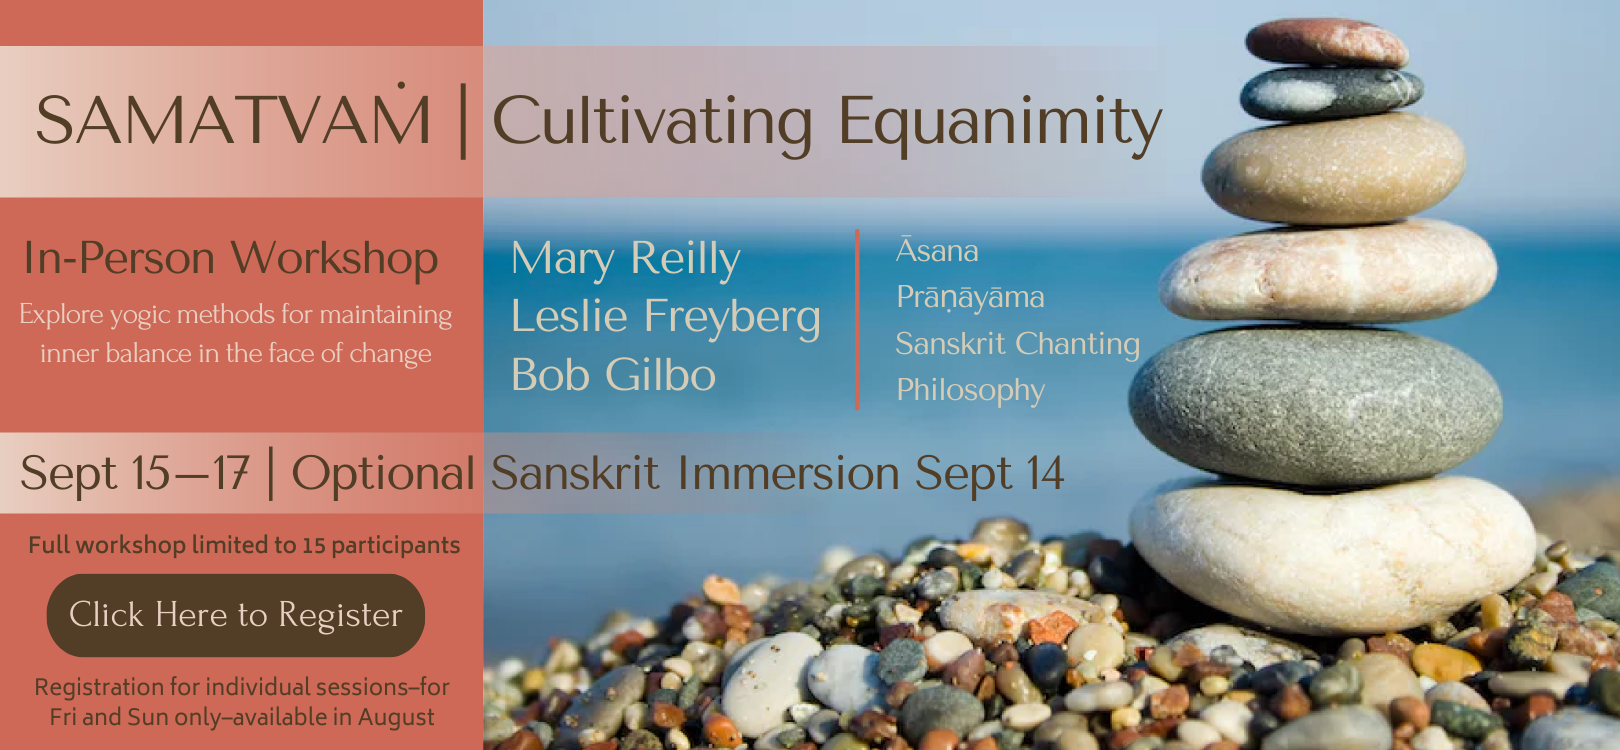 SAMATVAṀ | Cultivating Equanimity
In-Person Workshop
Explore yogic methods for maintaining
inner balance in the face of change
Mary Reilly
Leslie Freyberg
Bob Gilbo
Āsana
Prāṇāyāma
Sanskrit Chanting
Philosophy
Sept 15–17 | Optional Sanskrit Immersion Sept 14
Full workshop limited to 15 participants
Click Here to Register
Registration for individual sessions–for
Fri and Sun only–available in August